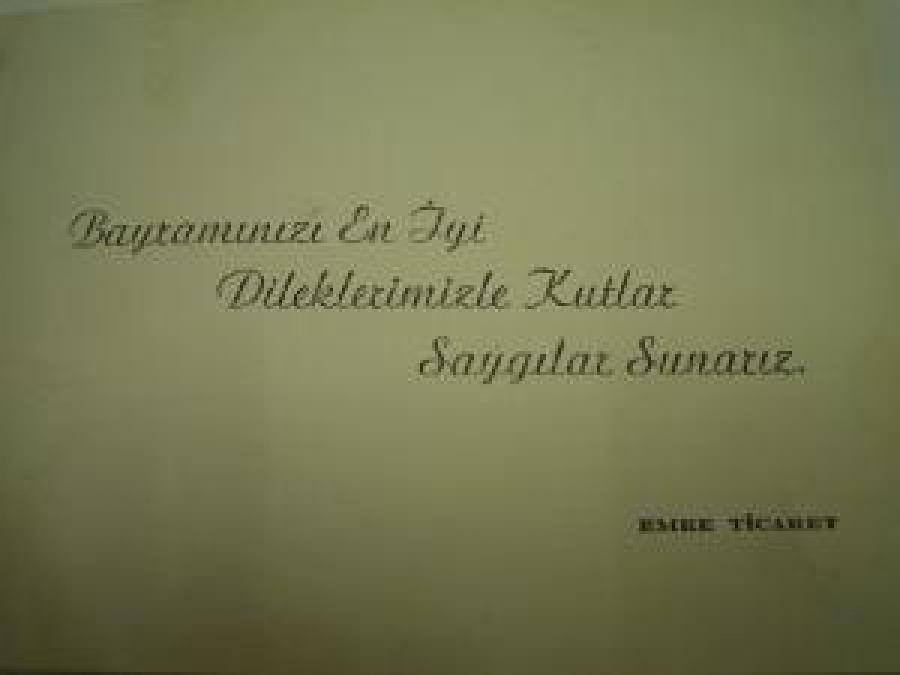 Bayramınızı En İyi
Dileklerimizle Kutlar
Saygılar Sunarız.
EMRE TİCARET